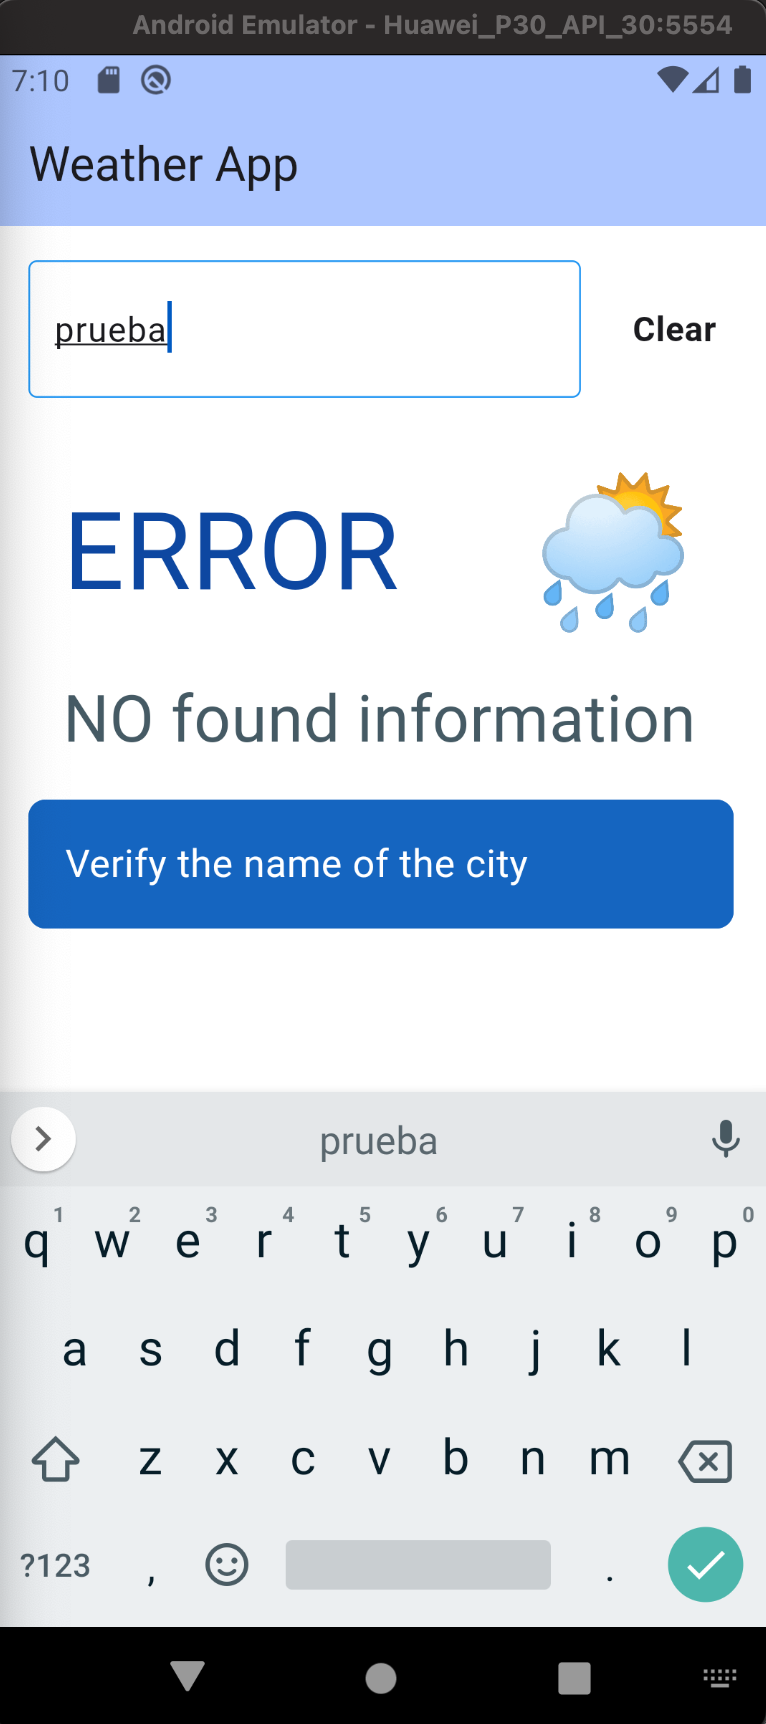 Android Emulator - Huawei_P30_API_30:5554
7:10
Weather App
prueba
Clear
ERROR
NO found information
Verify the name of the city
prueba
1 2 3 4 5 6 7 8 9 0
q w e r t y u i o p
a s d f g h j k l
z x c v b n m
?123 , .